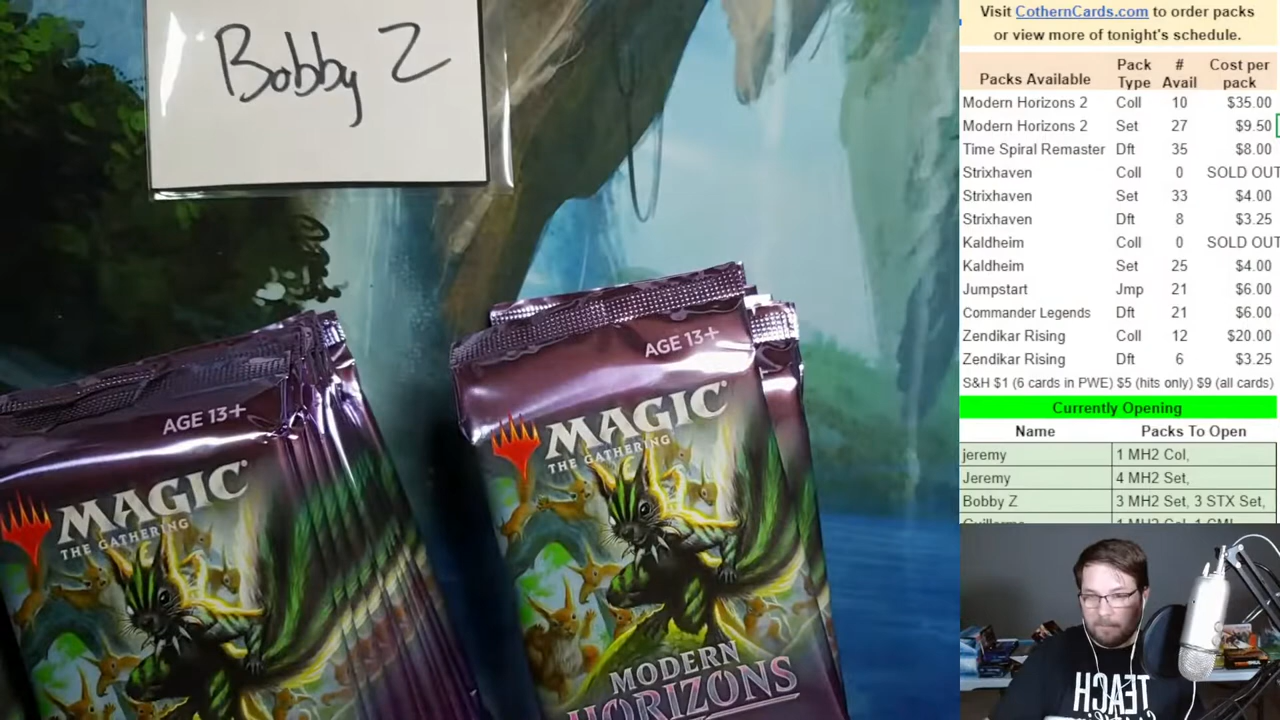 Bobby Z
AGE 13+
MAGIC
THE GATHERING
AGE 13+
MAGIC
THE GATHERING
MODERN
HORIZONS
Visit CothernCards.com to order packs
or view more of tonight's schedule.
Packs Available Pack Type # Avail Cost per pack
Modern Horizons 2 Coll 10 $35.00
Modern Horizons 2 Set 27 $9.50
Time Spiral Remaster Dft 35 $8.00
Strixhaven Coll 0 SOLD OUT
Strixhaven Set 33 $4.00
Strixhaven Dft 8 $3.25
Kaldheim Coll 0 SOLD OUT
Kaldheim Set 25 $4.00
Jumpstart Jmp 21 $6.00
Commander Legends Dft 21 $6.00
Zendikar Rising Coll 12 $20.00
Zendikar Rising Dft 6 $3.25
S&H $1 (6 cards in PWE) $5 (hits only) $9 (all cards)
Currently Opening
Name Packs To Open
jeremy 1 MH2 Col,
Jeremy 4 MH2 Set,
Bobby Z 3 MH2 Set, 3 STX Set,
TEACH